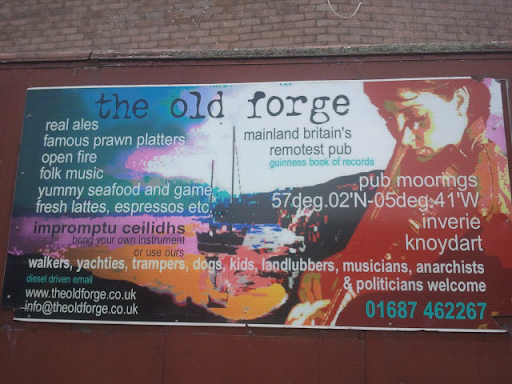 the old forge
real ales
famous prawn platters
open fire
folk music
yummy seafood and game
fresh lattes, espressos etc
impromptu ceilidhs
bring your own instrument
or use ours
mainland britain's
remotest pub
guinness book of records
pub moorings
57deg.02'N-05deg.41'W
inverie
knoydart
walkers, yachties, trampers, dogs, kids, landlubbers, musicians, anarchists
& politicians welcome
diesel driven email
www.theoldforge.co.uk
info@theoldforge.co.uk
01687 462267